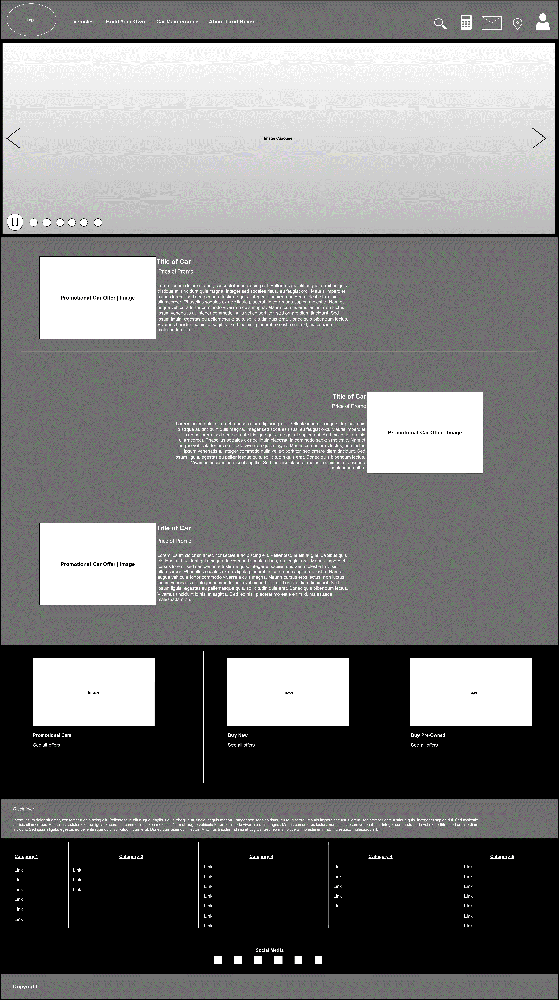 Logo
Vehicles
Build Your Own
Car Maintenance
About Land Rover
Image Carousel
Promotional Car Offer | Image
Title of Car
Price of Promo
Lorem ipsum dolor sit amet, consectetur adipiscing elit. Pellentesque elit augue, dapibus quis
tristique at, tincidunt quis magna. Integer sed sodales risus, eu feugiat orci. Mauris imperdiet
cursus lorem, sed semper ante tristique quis. Integer et sapien dui. Sed molestie facilisis
ullamcorper. Phasellus sodales ex nec ligula placerat, in commodo sapien molestie. Nam et
augue vehicula tortor commodo viverra a quis magna. Mauris cursus eros lectus, non luctus
ipsum venenatis a. Integer commodo nulla vel ex porttitor, sed ornare diam tincidunt. Sed
ipsum ligula, egestas eu pellentesque quis, sollicitudin quis erat. Donec quis bibendum lectus.
Vivamus tincidunt id nisi et sagittis. Sed leo nisi, placerat molestie enim id, malesuada
malesuada nibh.
Title of Car
Price of Promo
Lorem ipsum dolor sit amet, consectetur adipiscing elit. Pellentesque elit augue, dapibus quis
tristique at, tincidunt quis magna. Integer sed sodales risus, eu feugiat orci. Mauris imperdiet
cursus lorem, sed semper ante tristique quis. Integer et sapien dui. Sed molestie facilisis
ullamcorper. Phasellus sodales ex nec ligula placerat, in commodo sapien molestie. Nam et
augue vehicula tortor commodo viverra a quis magna. Mauris cursus eros lectus, non luctus
ipsum venenatis a. Integer commodo nulla vel ex porttitor, sed ornare diam tincidunt. Sed
ipsum ligula, egestas eu pellentesque quis, sollicitudin quis erat. Donec quis bibendum lectus.
Vivamus tincidunt id nisi et sagittis. Sed leo nisi, placerat molestie enim id, malesuada
malesuada nibh.
Promotional Car Offer | Image
Promotional Car Offer | Image
Title of Car
Price of Promo
Lorem ipsum dolor sit amet, consectetur adipiscing elit. Pellentesque elit augue, dapibus quis
tristique at, tincidunt quis magna. Integer sed sodales risus, eu feugiat orci. Mauris imperdiet
cursus lorem, sed semper ante tristique quis. Integer et sapien dui. Sed molestie facilisis
ullamcorper. Phasellus sodales ex nec ligula placerat, in commodo sapien molestie. Nam et
augue vehicula tortor commodo viverra a quis magna. Mauris cursus eros lectus, non luctus
ipsum venenatis a. Integer commodo nulla vel ex porttitor, sed ornare diam tincidunt. Sed
ipsum ligula, egestas eu pellentesque quis, sollicitudin quis erat. Donec quis bibendum lectus.
Vivamus tincidunt id nisi et sagittis. Sed leo nisi, placerat molestie enim id, malesuada
malesuada nibh.
Image
Promotional Cars
See all offers
Image
Buy New
See all offers
Image
Buy Pre-Owned
See all offers
Disclaimer
Lorem ipsum dolor sit amet, consectetur adipiscing elit. Pellentesque elit augue, dapibus quis tristique at, tincidunt quis magna. Integer sed sodales risus, eu feugiat orci. Mauris imperdiet cursus lorem, sed semper ante tristique quis. Integer et sapien dui. Sed molestie
facilisis ullamcorper. Phasellus sodales ex nec ligula placerat, in commodo sapien molestie. Nam et augue vehicula tortor commodo viverra a quis magna. Mauris cursus eros lectus, non luctus ipsum venenatis a. Integer commodo nulla vel ex porttitor, sed ornare diam
tincidunt. Sed ipsum ligula, egestas eu pellentesque quis, sollicitudin quis erat. Donec quis bibendum lectus. Vivamus tincidunt id nisi et sagittis. Sed leo nisi, placerat molestie enim id, malesuada malesuada nibh.
Category 1
Link
Link
Link
Link
Link
Link
Category 2
Link
Link
Link
Category 3
Link
Link
Link
Link
Link
Link
Link
Category 4
Link
Link
Link
Link
Link
Category 5
Link
Link
Link
Link
Link
Link
Link
Social Media
Copyright